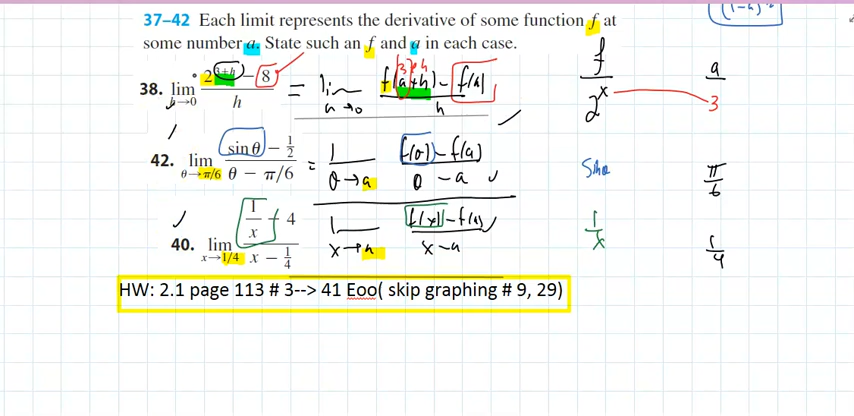 37–42 Each limit represents the derivative of some function f at
some number a. State such an f and a in each case.
38. lim h→0 2^(3+h) – 8 / h = lim h→0 f(a+h) – f(a) / h
3+h
f a
2^x 3
42. lim θ→π/6 sin θ – 1/2 / θ – π/6 = θ→a f(θ) – f(a) / θ – a
Sinθ π/6
40. lim x→1/4 1/x – 4 / x – 1/4 x→a f(x) – f(a) / x – a
1/x 1/4
HW: 2.1 page 113 # 3--> 41 Eoo( skip graphing # 9, 29)